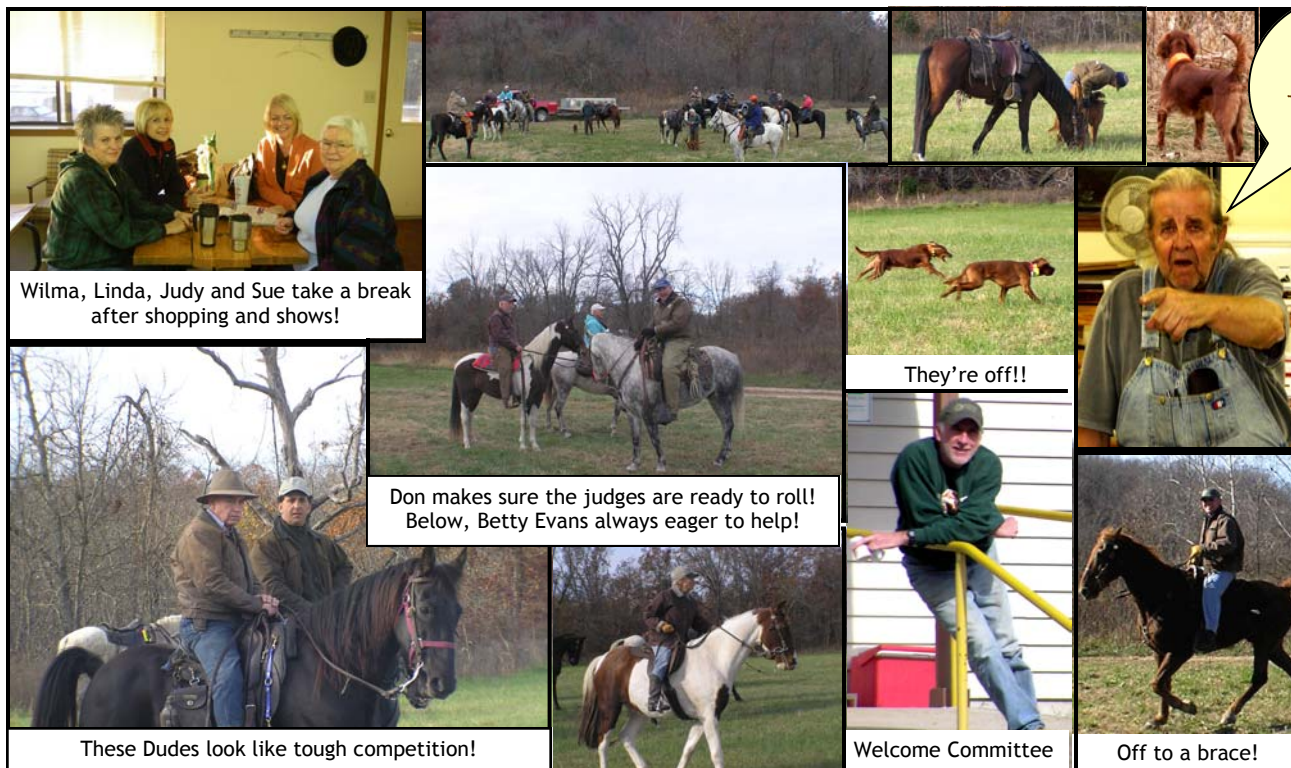 Wilma, Linda, Judy and Sue take a break
after shopping and shows!
They're off!!
Don makes sure the judges are ready to roll!
Below, Betty Evans always eager to help!
These Dudes look like tough competition!
Welcome Committee
Off to a brace!